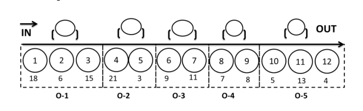 IN OUT
1 2 3 4 5 6 7 8 9 10 11 12
18 6 15 21 3 9 11 7 8 5 13 4
O-1 O-2 O-3 O-4 O-5